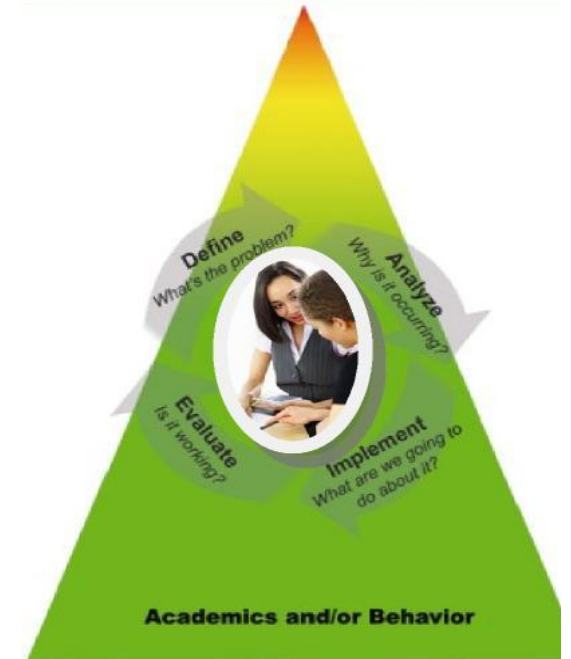 Define
What's the problem?
Analyze
Why is it occurring?
Implement
What are we going to
do about it?
Evaluate
Is it working?
Academics and/or Behavior